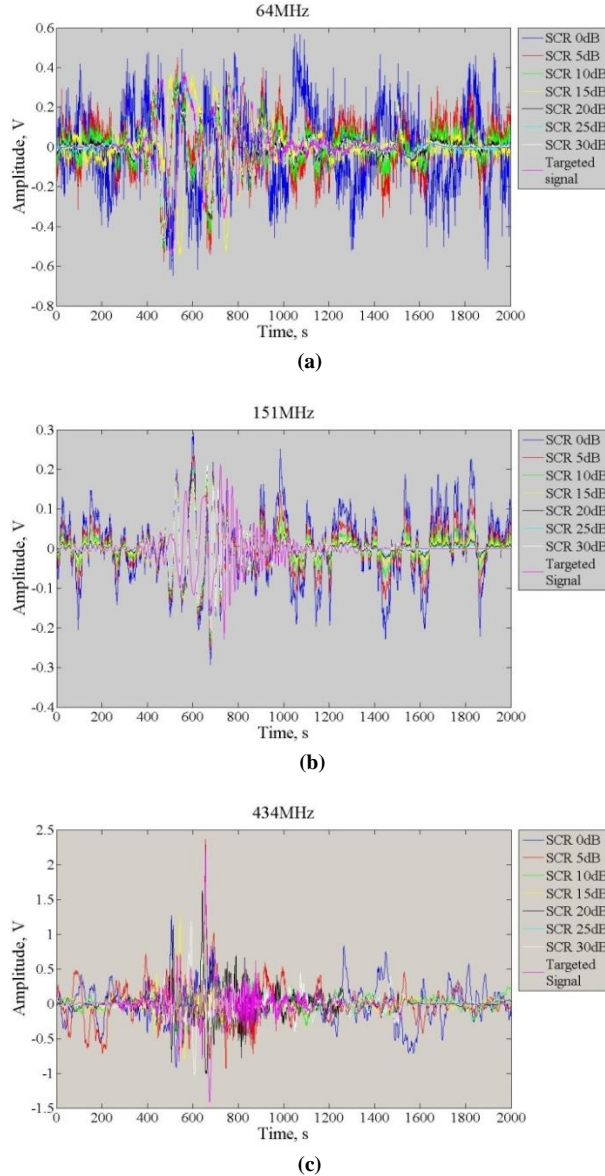 64MHz
0.6
0.4
0.2
0
-0.2
-0.4
-0.6
-0.8
Amplitude, V
0 200 400 600 800 1000 1200 1400 1600 1800 2000
Time, s
SCR 0dB
SCR 5dB
SCR 10dB
SCR 15dB
SCR 20dB
SCR 25dB
SCR 30dB
Targeted
signal
(a)
151MHz
0.3
0.2
0.1
0
-0.1
-0.2
-0.3
-0.4
Amplitude, V
0 200 400 600 800 1000 1200 1400 1600 1800 2000
Time, s
SCR 0dB
SCR 5dB
SCR 10dB
SCR 15dB
SCR 20dB
SCR 25dB
SCR 30dB
Targeted
Signal
(b)
434MHz
2.5
2
1.5
1
0.5
0
-0.5
-1
-1.5
Amplitude, V
0 200 400 600 800 1000 1200 1400 1600 1800 2000
Time, s
SCR 0dB
SCR 5dB
SCR 10dB
SCR 15dB
SCR 20dB
SCR 25dB
SCR 30dB
Targeted
Signal
(c)